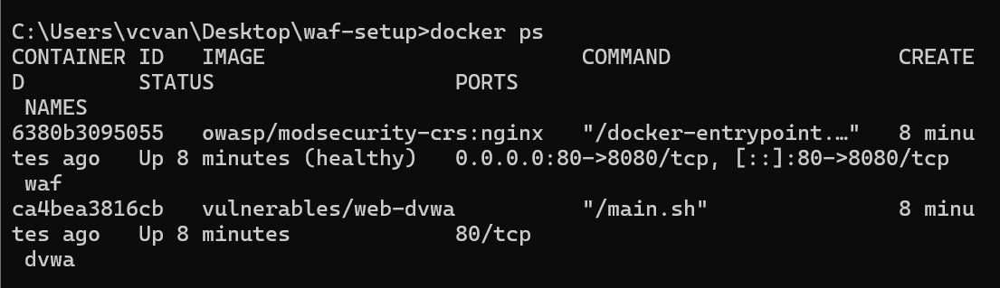 C:\Users\vcvan\Desktop\waf-setup>docker ps
CONTAINER ID   IMAGE                         COMMAND                  CREATE
D         STATUS                   PORTS
 NAMES
6380b3095055   owasp/modsecurity-crs:nginx   "/docker-entrypoint.…"   8 minu
tes ago   Up 8 minutes (healthy)   0.0.0.0:80->8080/tcp, [::]:80->8080/tcp
 waf
ca4bea3816cb   vulnerables/web-dvwa          "/main.sh"               8 minu
tes ago   Up 8 minutes             80/tcp
 dvwa